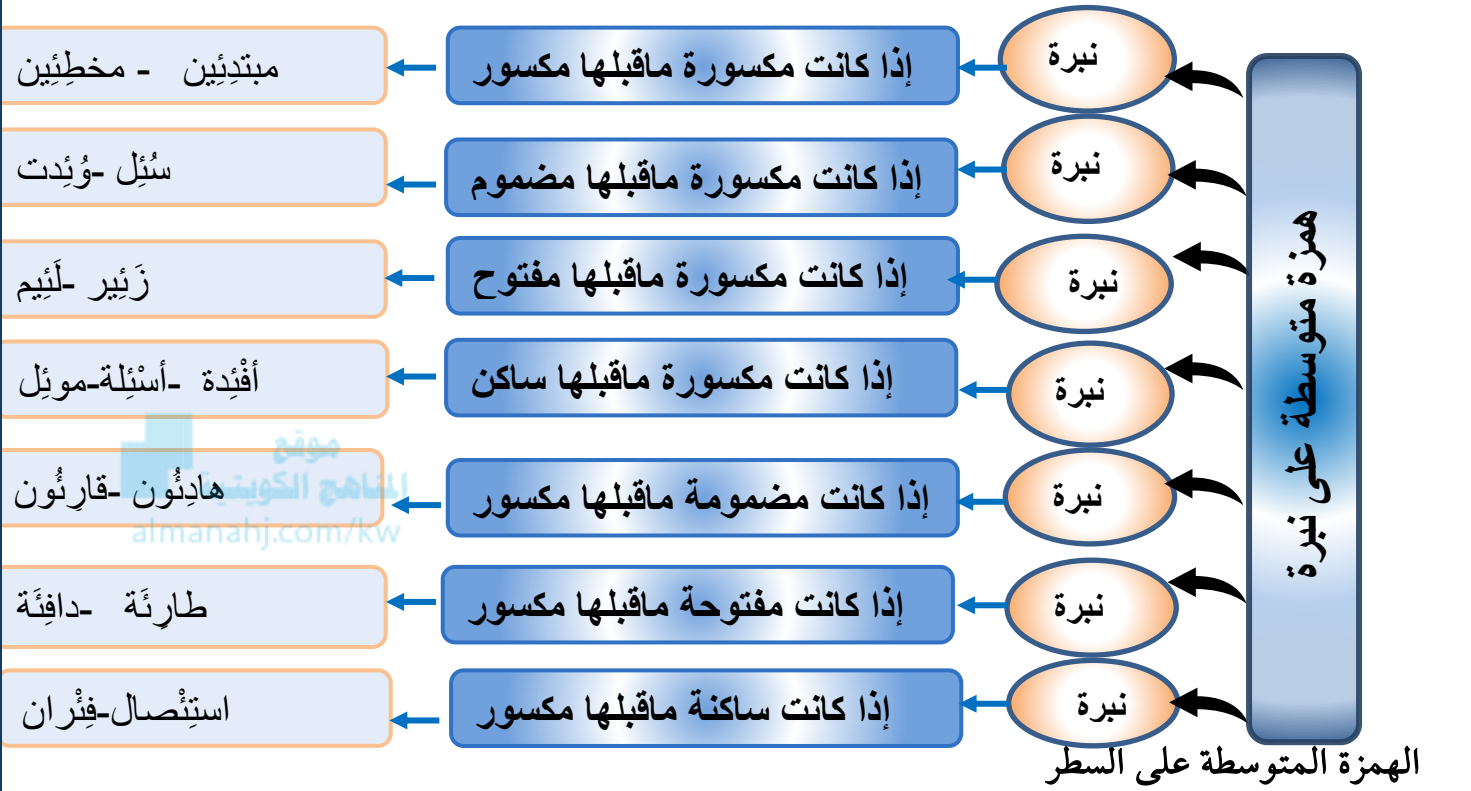 همزة متوسطة على نبرة
نبرة
إذا كانت مكسورة ماقبلها مكسور
مبتدِئِين - مخطِئِين
نبرة
إذا كانت مكسورة ماقبلها مضموم
سُئِل -وُئِدت
نبرة
إذا كانت مكسورة ماقبلها مفتوح
زَئِير -لَئِيم
نبرة
إذا كانت مكسورة ماقبلها ساكن
أفْئِدة -أسْئِلة-موئِل
نبرة
إذا كانت مضمومة ماقبلها مكسور
هادِئُون -قارِئُون
موقع
المناهج الكويتية
almanahj.com/kw
نبرة
إذا كانت مفتوحة ماقبلها مكسور
طارِئَة -دافِئَة
نبرة
إذا كانت ساكنة ماقبلها مكسور
استِئْصال-فِئْران
الهمزة المتوسطة على السطر